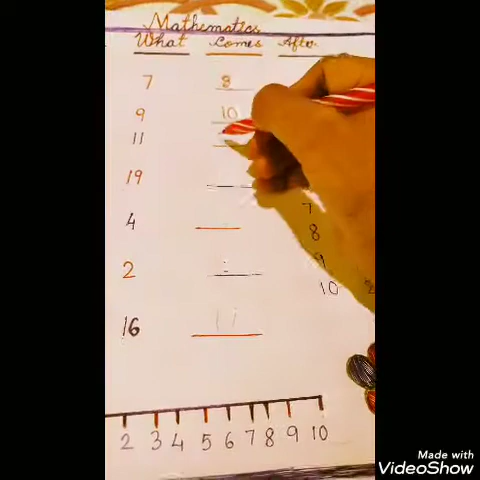 Mathematics
What Comes After
7 8
9 10
11
19
4
7
8
2
9
10
16
2 3 4 5 6 7 8 9 10
Made with
VideoShow